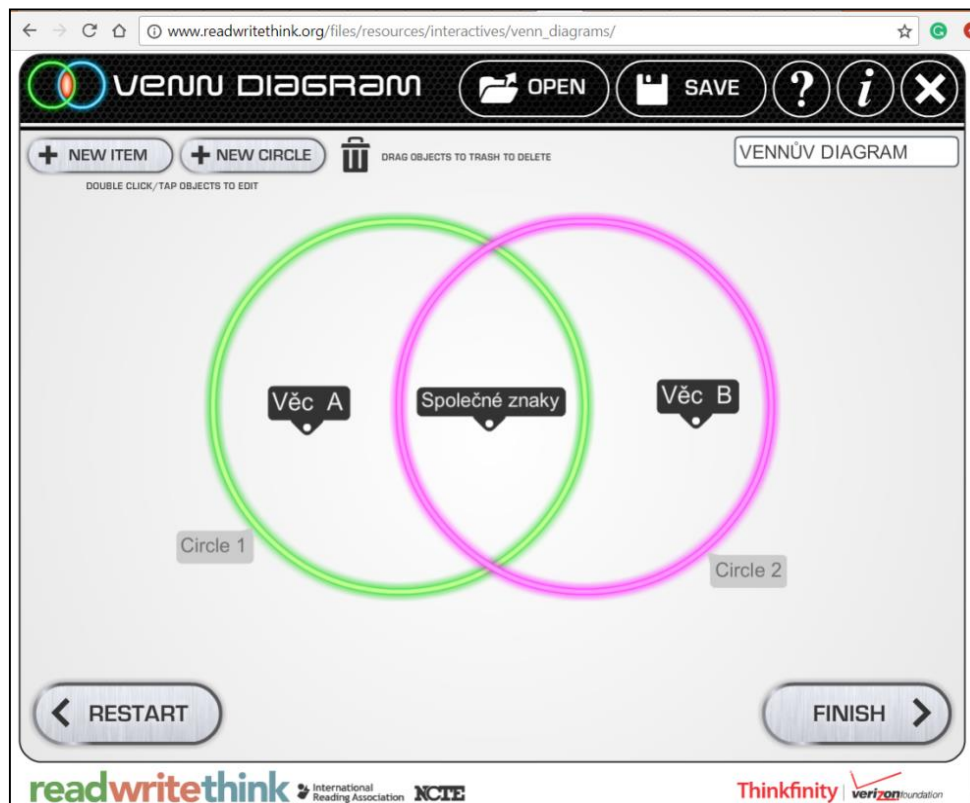 www.readwritethink.org/files/resources/interactives/venn_diagrams/
VENN DIAGRAM
OPEN
SAVE
?
i
NEW ITEM
NEW CIRCLE
DRAG OBJECTS TO TRASH TO DELETE
VENNŮV DIAGRAM
DOUBLE CLICK/TAP OBJECTS TO EDIT
Věc A
Společné znaky
Věc B
Circle 1
Circle 2
RESTART
FINISH
readwritethink
International
Reading Association
NCTE
Thinkfinity
verizonfoundation